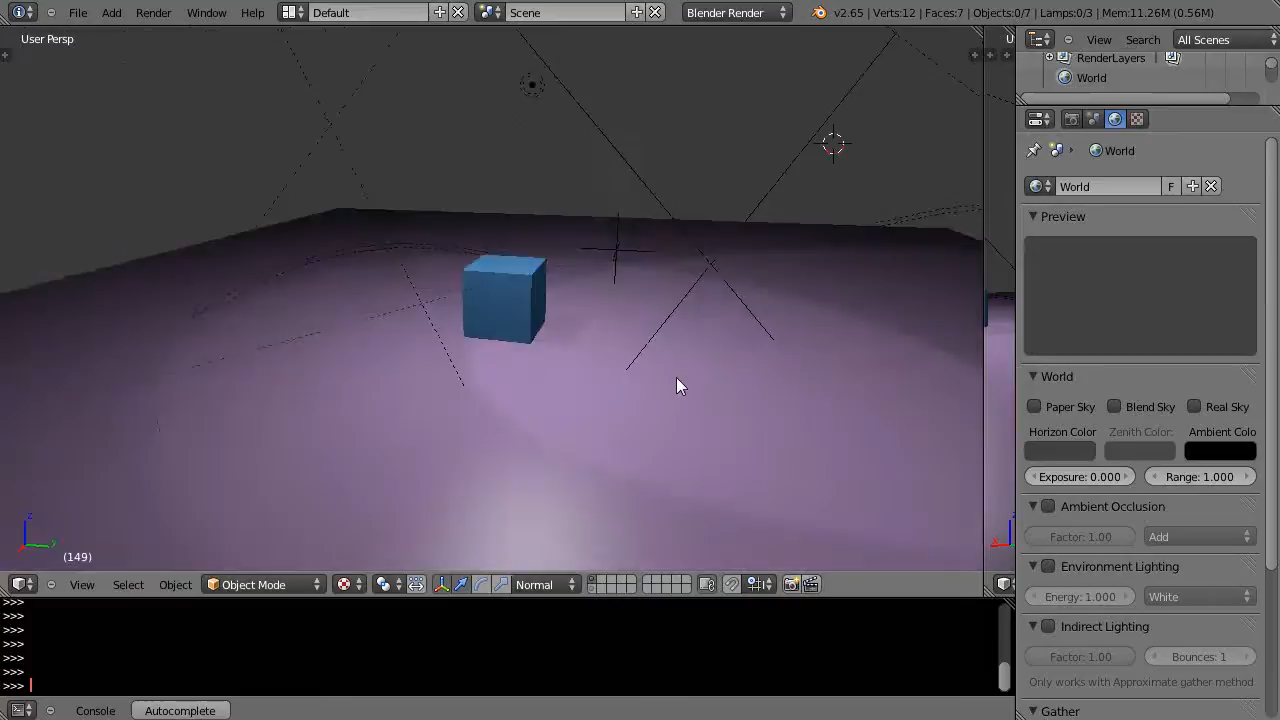 File Add Render Window Help Default Scene Blender Render v2.65 | Verts:12 | Faces:7 | Objects:0/7 | Lamps:0/3 | Mem:11.26M (0.56M)
User Persp
U
View Search All Scenes
RenderLayers |
World
World
World F
Preview
World
Paper Sky Blend Sky Real Sky
Horizon Color Zenith Color: Ambient Colo
Exposure: 0.000 Range: 1.000
Ambient Occlusion
Factor: 1.00 Add
Environment Lighting
Energy: 1.000 White
Indirect Lighting
Factor: 1.00 Bounces: 1
Only works with Approximate gather method
Gather
z
y
x
z
(149)
View Select Object Object Mode Normal
>>>
>>>
>>>
>>>
>>>
>>>
Console Autocomplete